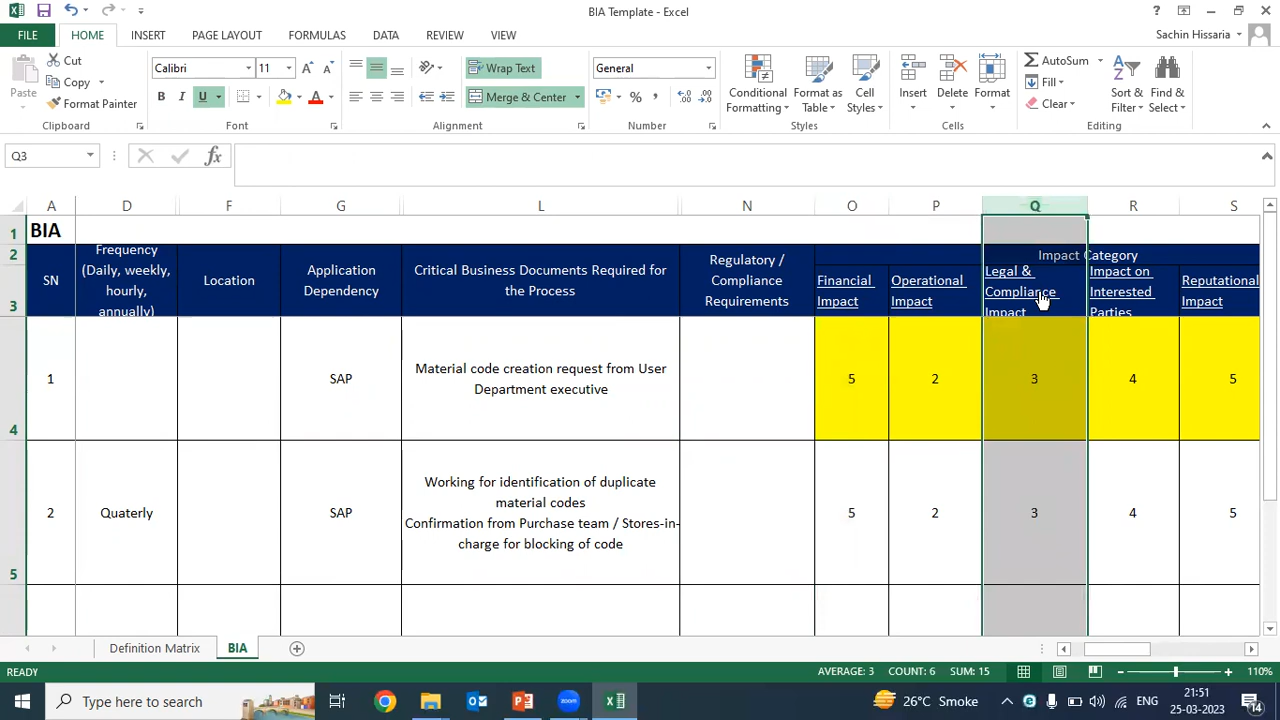 BIA Template - Excel
?
FILE
HOME
INSERT
PAGE LAYOUT
FORMULAS
DATA
REVIEW
VIEW
Sachin Hissaria
Paste
Cut
Copy
Format Painter
Clipboard
Calibri
11
A
A
B
I
U
A
Font
Wrap Text
Merge & Center
Alignment
General
%
,
Number
Conditional
Formatting
Format as
Table
Cell
Styles
Styles
Insert
Delete
Format
Cells
AutoSum
Fill
Clear
Sort &
Filter
Find &
Select
Editing
Q3
fx
A
D
F
G
L
N
O
P
Q
R
S
1
BIA
2
3
SN
Frequency
(Daily, weekly,
hourly,
annually)
Location
Application
Dependency
Critical Business Documents Required for
the Process
Regulatory /
Compliance
Requirements
Impact Category
Financial
Impact
Operational
Impact
Legal &
Compliance
Impact
Impact on
Interested
Parties
Reputational
Impact
4
1
SAP
Material code creation request from User
Department executive
5
2
3
4
5
5
2
Quaterly
SAP
Working for identification of duplicate
material codes
Confirmation from Purchase team / Stores-in-
charge for blocking of code
5
2
3
4
5
Definition Matrix
BIA
READY
AVERAGE: 3
COUNT: 6
SUM: 15
110%
Type here to search
26°C Smoke
ENG
21:51
25-03-2023
14